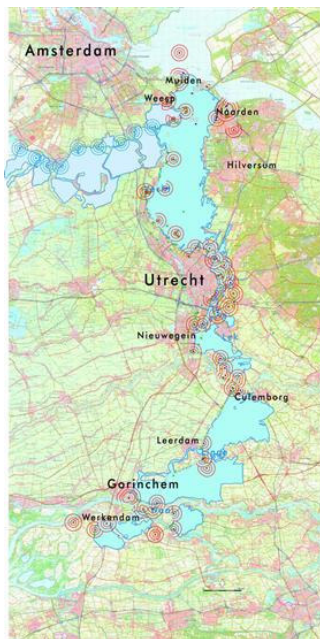 Amsterdam
Muiden
Weesp
Naarden
Hilversum
Utrecht
Nieuwegein
Culemborg
Leerdam
Gorinchem
Werkendam